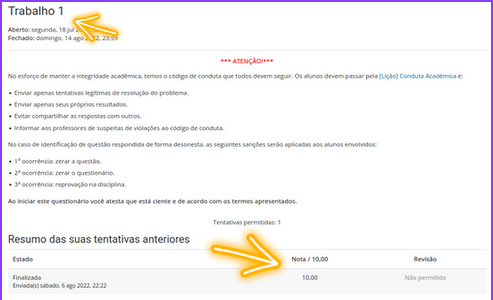 Trabalho 1
Aberto: segunda, 18 jul
Fechado: domingo, 14 ago 23:59
*** ATENÇÃO!***
No esforço de manter a integridade acadêmica, temos o código de conduta que todos devem seguir. Os alunos devem passar pela [Lição] Conduta Acadêmica e:
• Enviar apenas tentativas legítimas de resolução do problema.
• Enviar apenas seus próprios resultados,
• Evitar compartilhar as respostas com outros.
• Informar aos professores de suspeitas de violações ao código de conduta.
No caso de identificação de questão respondida de forma desonesta, as seguintes sanções serão aplicadas aos alunos envolvidos:
• 1ª ocorrência: zerar a questão.
• 2ª ocorrência: zerar o questionário.
• 3ª ocorrência: reprovação na disciplina.
Ao iniciar este questionário você atesta que está ciente e de acordo com os termos apresentados.
Tentativas permitidas: 1
Resumo das suas tentativas anteriores
Estado Nota / 10,00 Revisão
Finalizada 10,00 Não permitido
Enviada(s) sábado, 6 ago 2022, 22:22